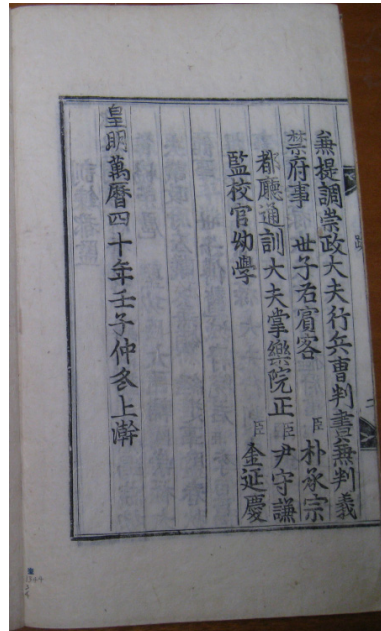 兼提調崇政大夫行兵曹判書兼判義
禁府事 世子右賓客 臣 朴承宗
都廳通訓大夫掌樂院正 臣 尹守謙
監校官幼學 臣 金延慶
皇明萬曆四十年壬子仲冬上澣
跋